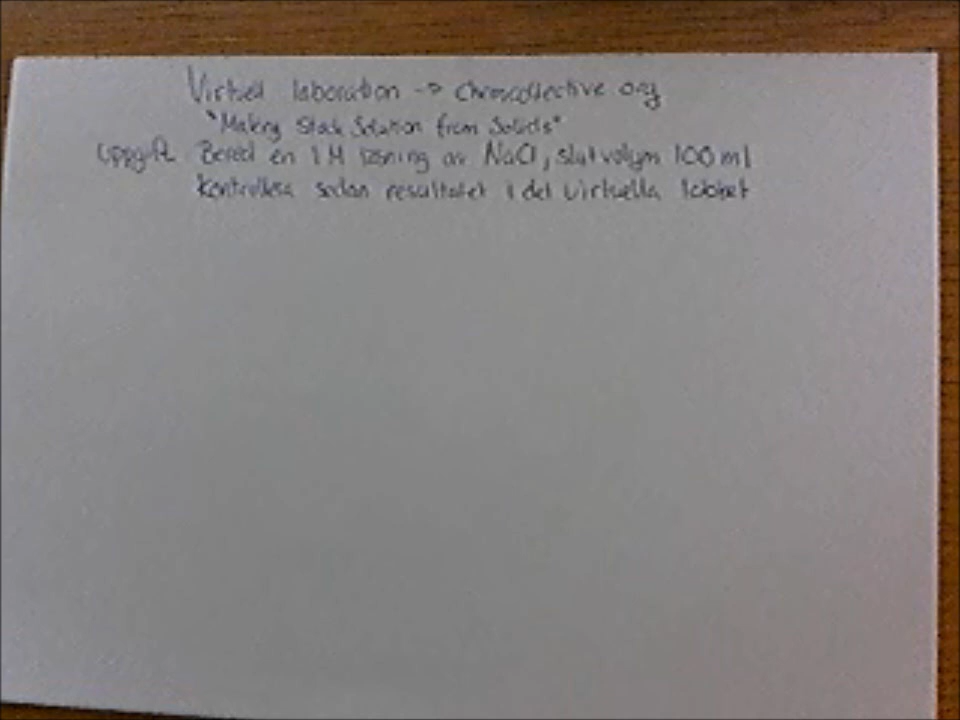 Virtuell laboration -> Chemcollective.org
"Making Stock Solution from Solids"
Uppgift Bered en 1 M lösning av NaCl, slutvolym 100 ml
Kontrollera sedan resultatet i det virtuella labbet